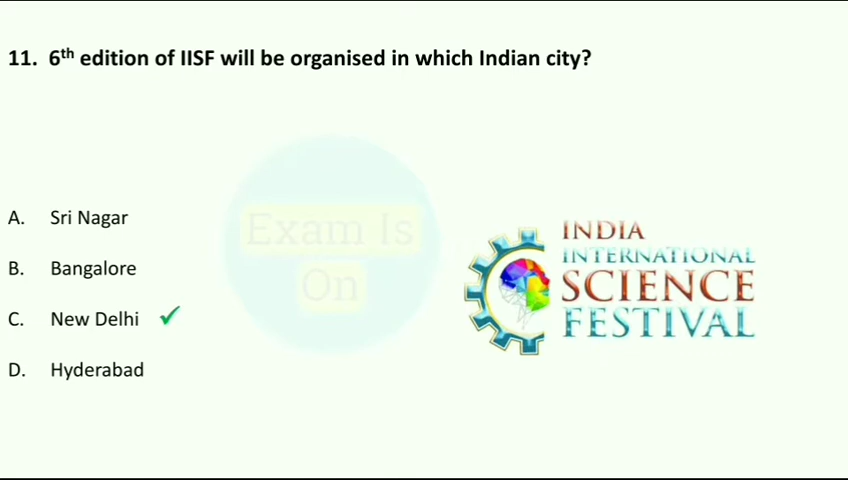 11. 6th edition of IISF will be organised in which Indian city?
A. Sri Nagar
B. Bangalore
C. New Delhi ✓
D. Hyderabad
Exam Is
On
INDIA
INTERNATIONAL
SCIENCE
FESTIVAL